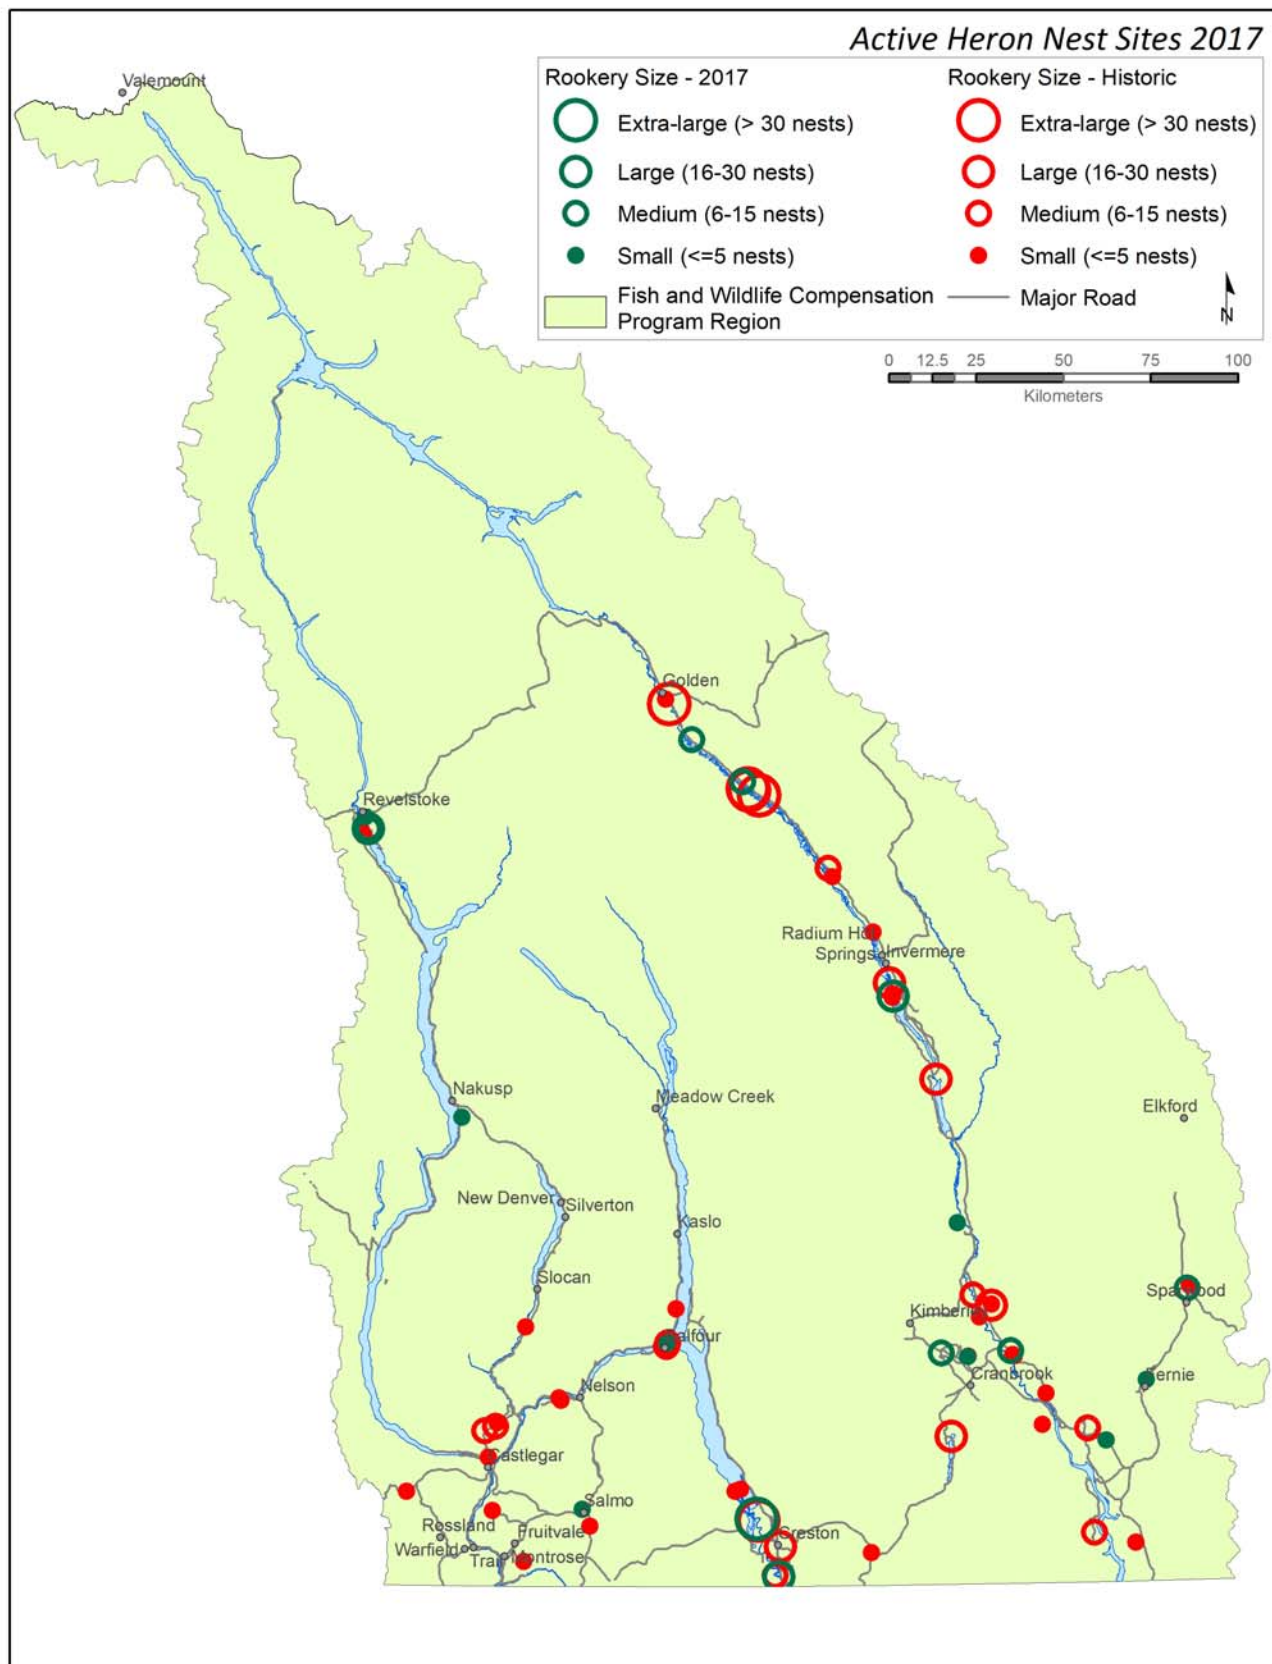 Active Heron Nest Sites 2017
Rookery Size - 2017
Extra-large (> 30 nests)
Large (16-30 nests)
Medium (6-15 nests)
Small (<=5 nests)
Fish and Wildlife Compensation
Program Region
Rookery Size - Historic
Extra-large (> 30 nests)
Large (16-30 nests)
Medium (6-15 nests)
Small (<=5 nests)
Major Road
N
0 12.5 25 50 75 100
Kilometers
Valemount
Golden
Revelstoke
Radium Hot
Springs
Invermere
Nakusp
Meadow Creek
Elkford
New Denver
Silverton
Kaslo
Slocan
Sparwood
Kimberley
Balfour
Cranbrook
Fernie
Nelson
Castlegar
Salmo
Rossland
Fruitvale
Creston
Warfield
Trail
Montrose